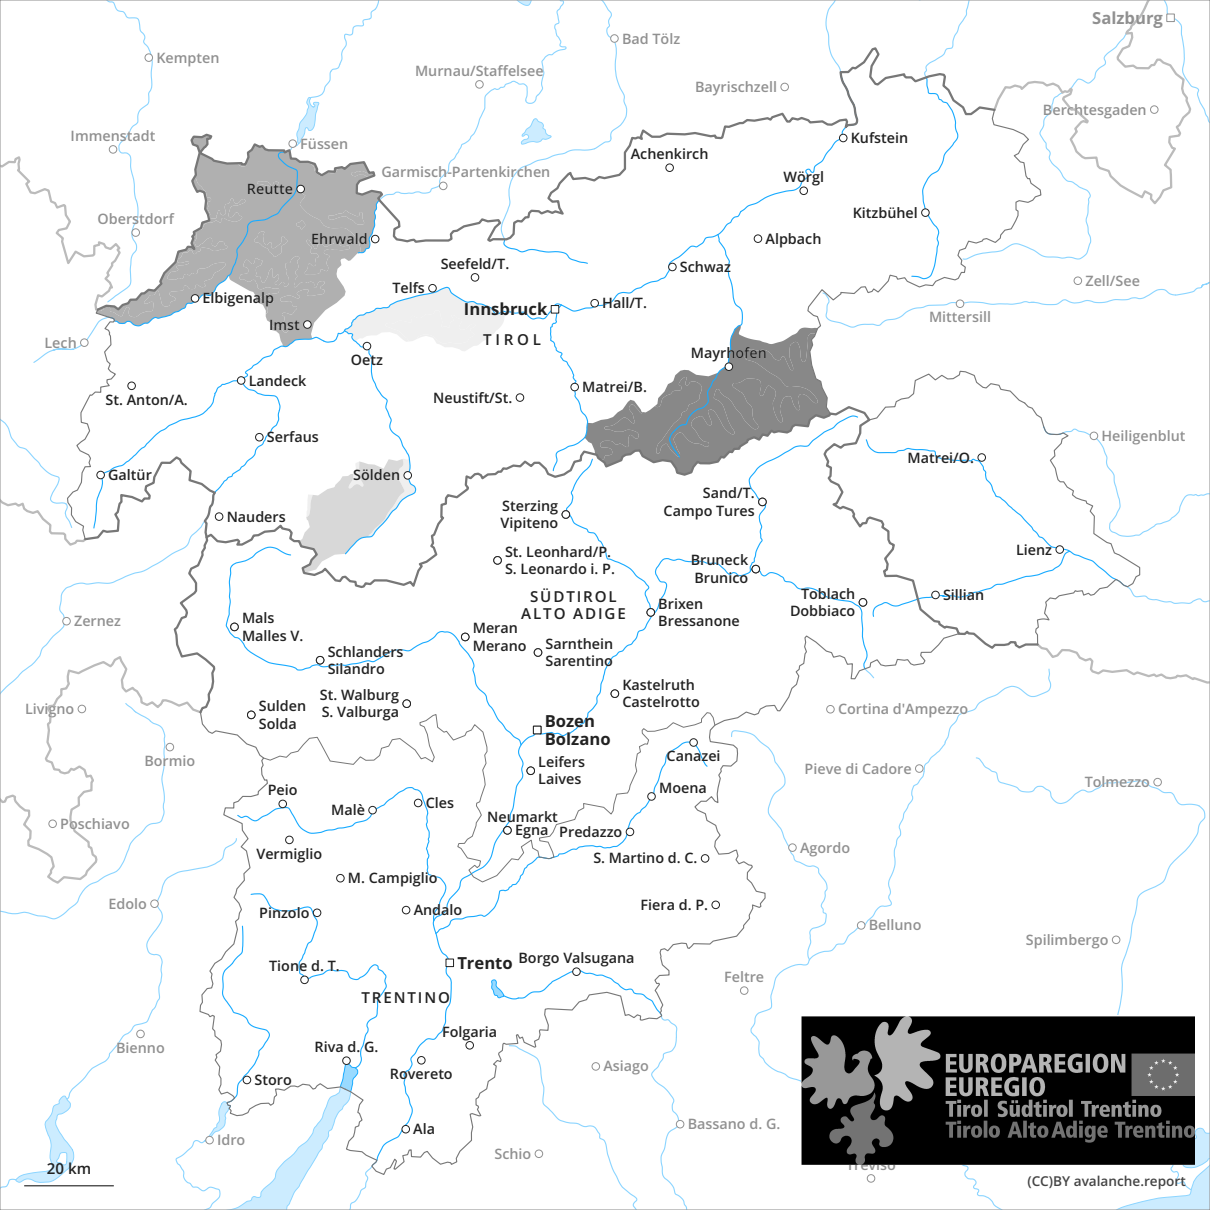 Salzburg
Bad Tölz
Kempten
Murnau/Staffelsee
Bayrischzell
Berchtesgaden
Immenstadt
Füssen
Kufstein
Achenkirch
Garmisch-Partenkirchen
Wörgl
Reutte
Oberstdorf
Kitzbühel
Ehrwald
Alpbach
Seefeld/T.
Schwaz
Zell/See
Telfs
Elbigenalp
Hall/T.
Innsbruck
Mittersill
Imst
TIROL
Lech
Mayrhofen
Oetz
Landeck
Matrei/B.
St. Anton/A.
Neustift/St.
Serfaus
Heiligenblut
Matrei/O.
Galtür
Sölden
Sand/T.
Campo Tures
Sterzing
Vipiteno
Nauders
Lienz
St. Leonhard/P.
S. Leonardo i. P.
Bruneck
Brunico
SÜDTIROL
ALTO ADIGE
Toblach
Dobbiaco
Sillian
Brixen
Bressanone
Zernez
Mals
Malles V.
Meran
Merano
Sarnthein
Sarentino
Schlanders
Silandro
St. Walburg
S. Valburga
Kastelruth
Castelrotto
Livigno
Sulden
Solda
Cortina d'Ampezzo
Bozen
Bolzano
Bormio
Canazei
Leifers
Laives
Pieve di Cadore
Tolmezzo
Peio
Moena
Malè
Cles
Neumarkt
Egna
Poschiavo
Predazzo
Vermiglio
S. Martino d. C.
Agordo
M. Campiglio
Edolo
Pinzolo
Andalo
Fiera d. P.
Belluno
Spilimbergo
Trento
Borgo Valsugana
Tione d. T.
Feltre
TRENTINO
Folgaria
Bienno
Riva d. G.
Rovereto
Asiago
Storo
EUROPAREGION
EUREGIO
Tirol Südtirol Trentino
Tirolo Alto Adige Trentino
Ala
Bassano d. G.
Idro
Schio
Treviso
20 km
(CC)BY avalanche.report